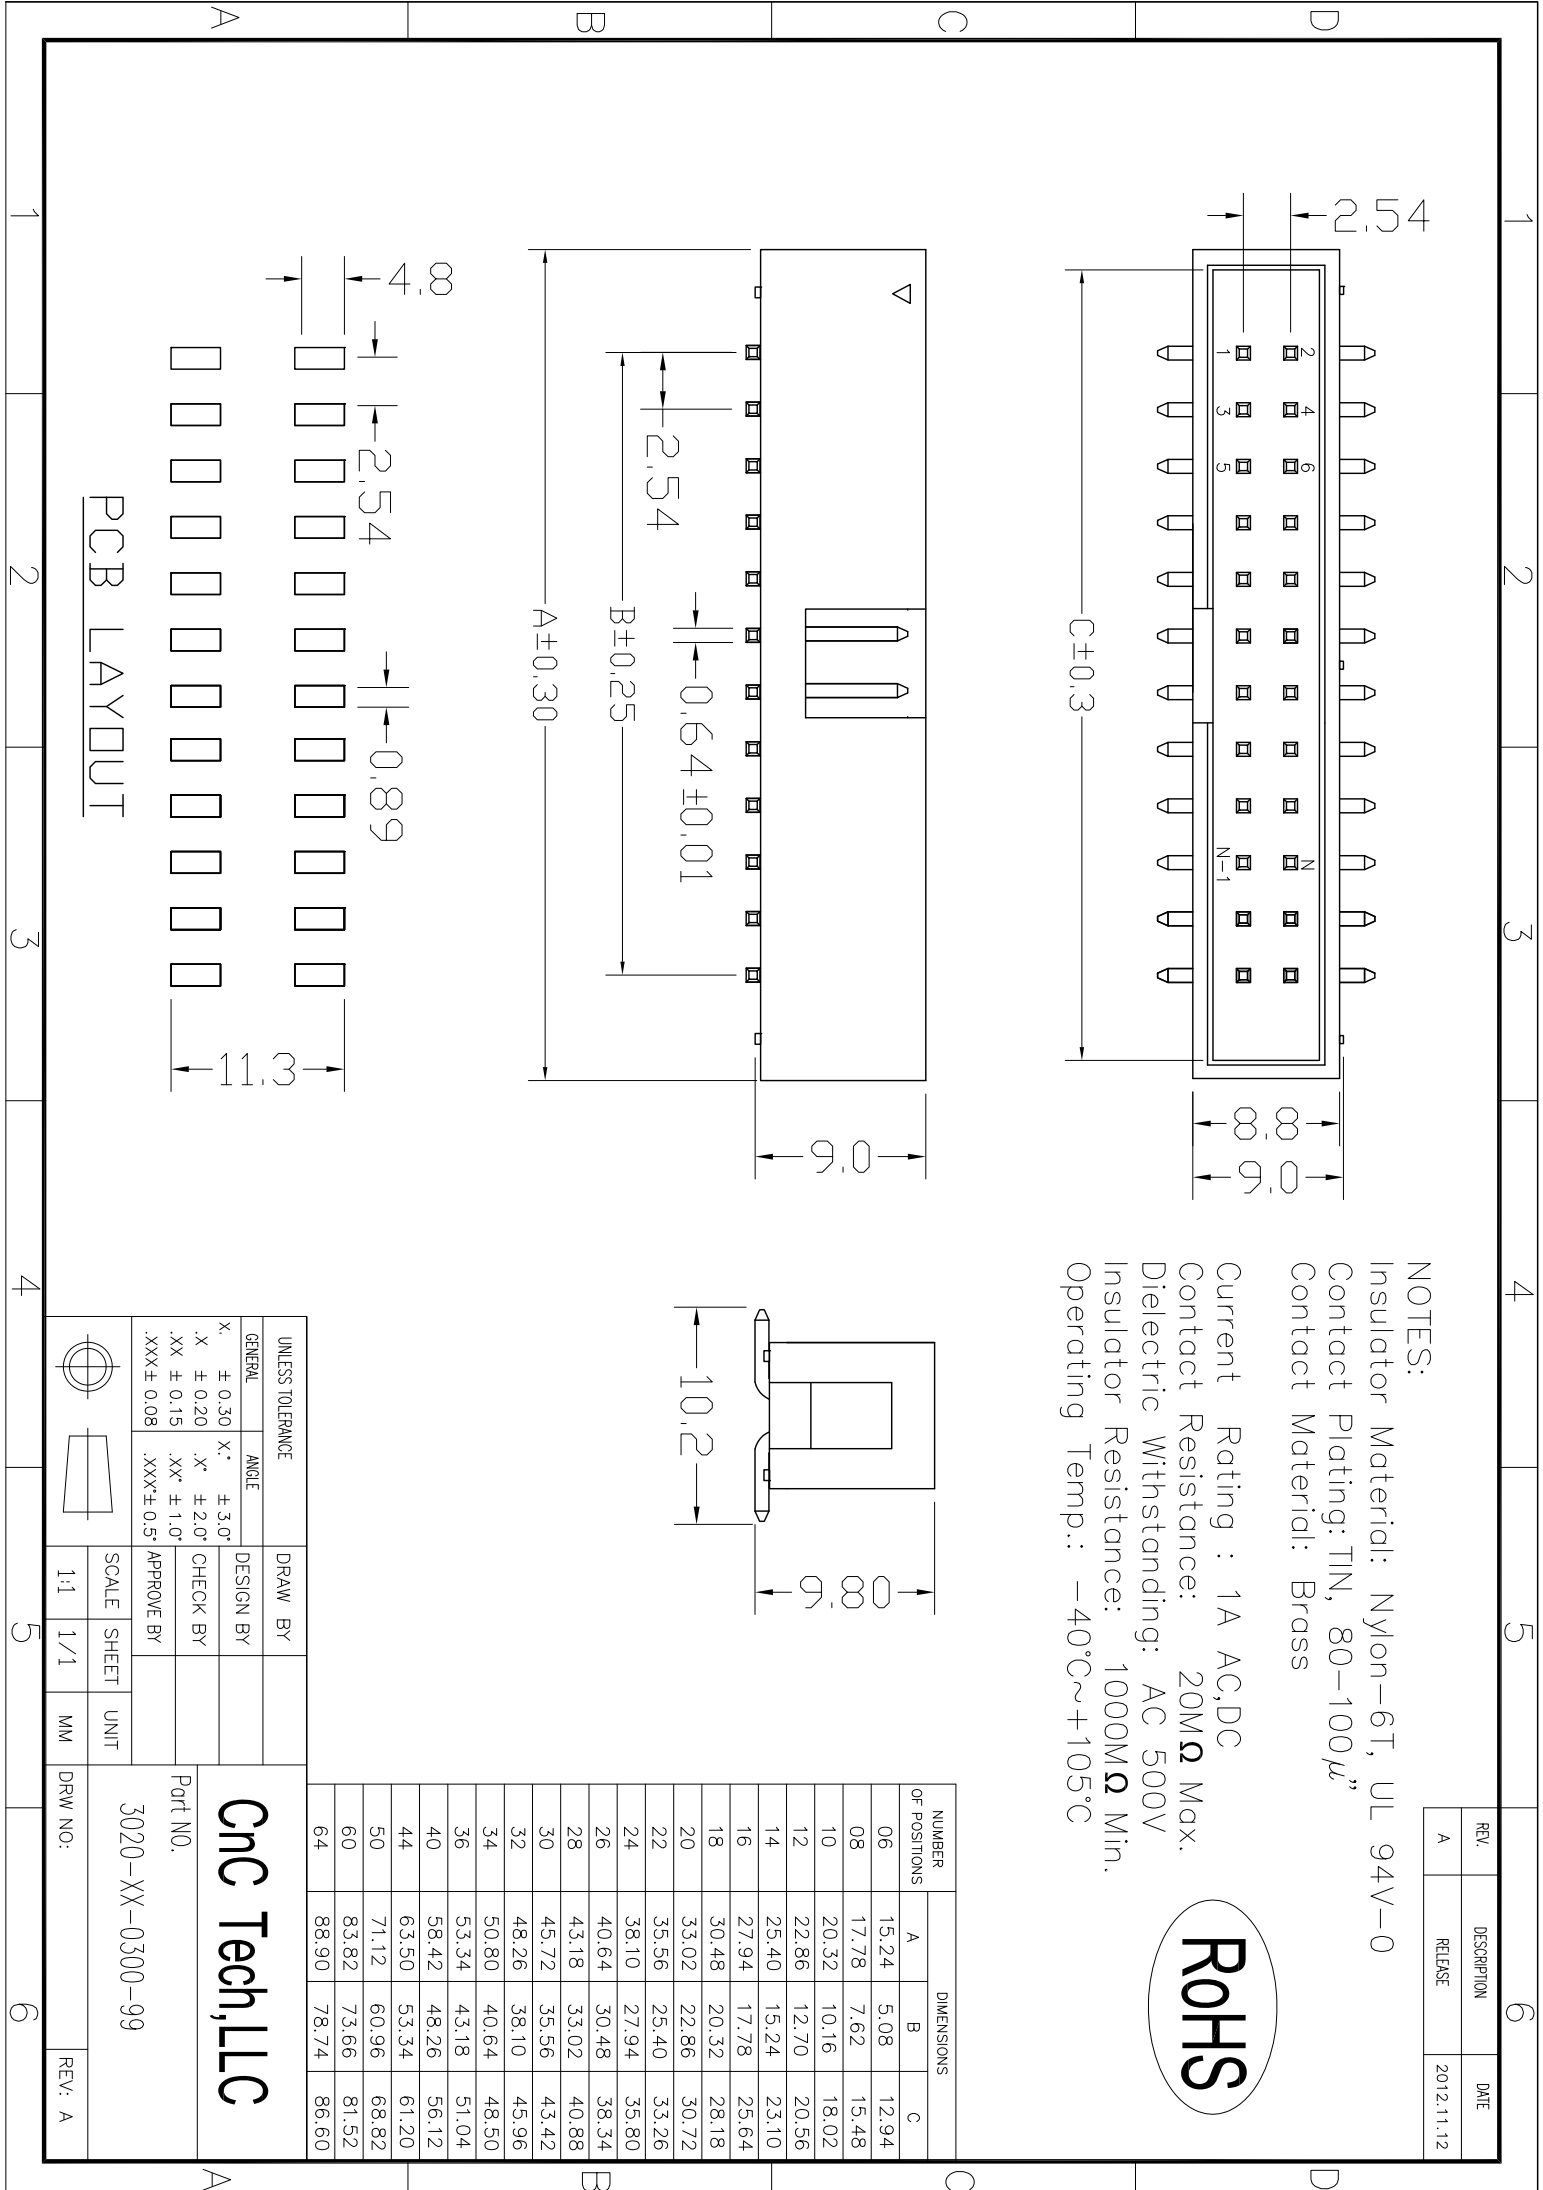 1 2 3 4 5 6
D
C
B
A
REV. DESCRIPTION DATE
A RELEASE 2012.11.12
2.54
2 4 6 N
1 3 5 N-1
C±0.3
8.8
9.0
NOTES:
Insulator Material: Nylon-6T, UL 94V-0
Contact Plating: TIN, 80-100μ”
Contact Material: Brass
Current Rating : 1A AC,DC
Contact Resistance: 20MΩ Max.
Dielectric Withstanding: AC 500V
Insulator Resistance: 1000MΩ Min.
Operating Temp.: -40°C~+105°C
RoHS
9.0
2.54
0.64±0.01
B±0.25
A±0.30
10.2
9.80
4.8
2.54
0.89
11.3
PCB LAYOUT
NUMBER OF POSITIONS DIMENSIONS
A B C
06 15.24 5.08 12.94
08 17.78 7.62 15.48
10 20.32 10.16 18.02
12 22.86 12.70 20.56
14 25.40 15.24 23.10
16 27.94 17.78 25.64
18 30.48 20.32 28.18
20 33.02 22.86 30.72
22 35.56 25.40 33.26
24 38.10 27.94 35.80
26 40.64 30.48 38.34
28 43.18 33.02 40.88
30 45.72 35.56 43.42
32 48.26 38.10 45.96
34 50.80 40.64 48.50
36 53.34 43.18 51.04
40 58.42 48.26 56.12
44 63.50 53.34 61.20
50 71.12 60.96 68.82
60 83.82 73.66 81.52
64 88.90 78.74 86.60
UNLESS TOLERANCE
GENERAL ANGLE
X. ± 0.30 X.° ± 3.0°
.X ± 0.20 .X° ± 2.0°
.XX ± 0.15 .XX° ± 1.0°
.XXX± 0.08 .XXX°± 0.5°
DRAW BY
DESIGN BY
CHECK BY
APPROVE BY
SCALE SHEET UNIT
1:1 1/1 MM
CnC Tech,LLC
Part NO.
3020-XX-0300-99
DRW NO: REV: A
1 2 3 4 5 6
D
C
B
A